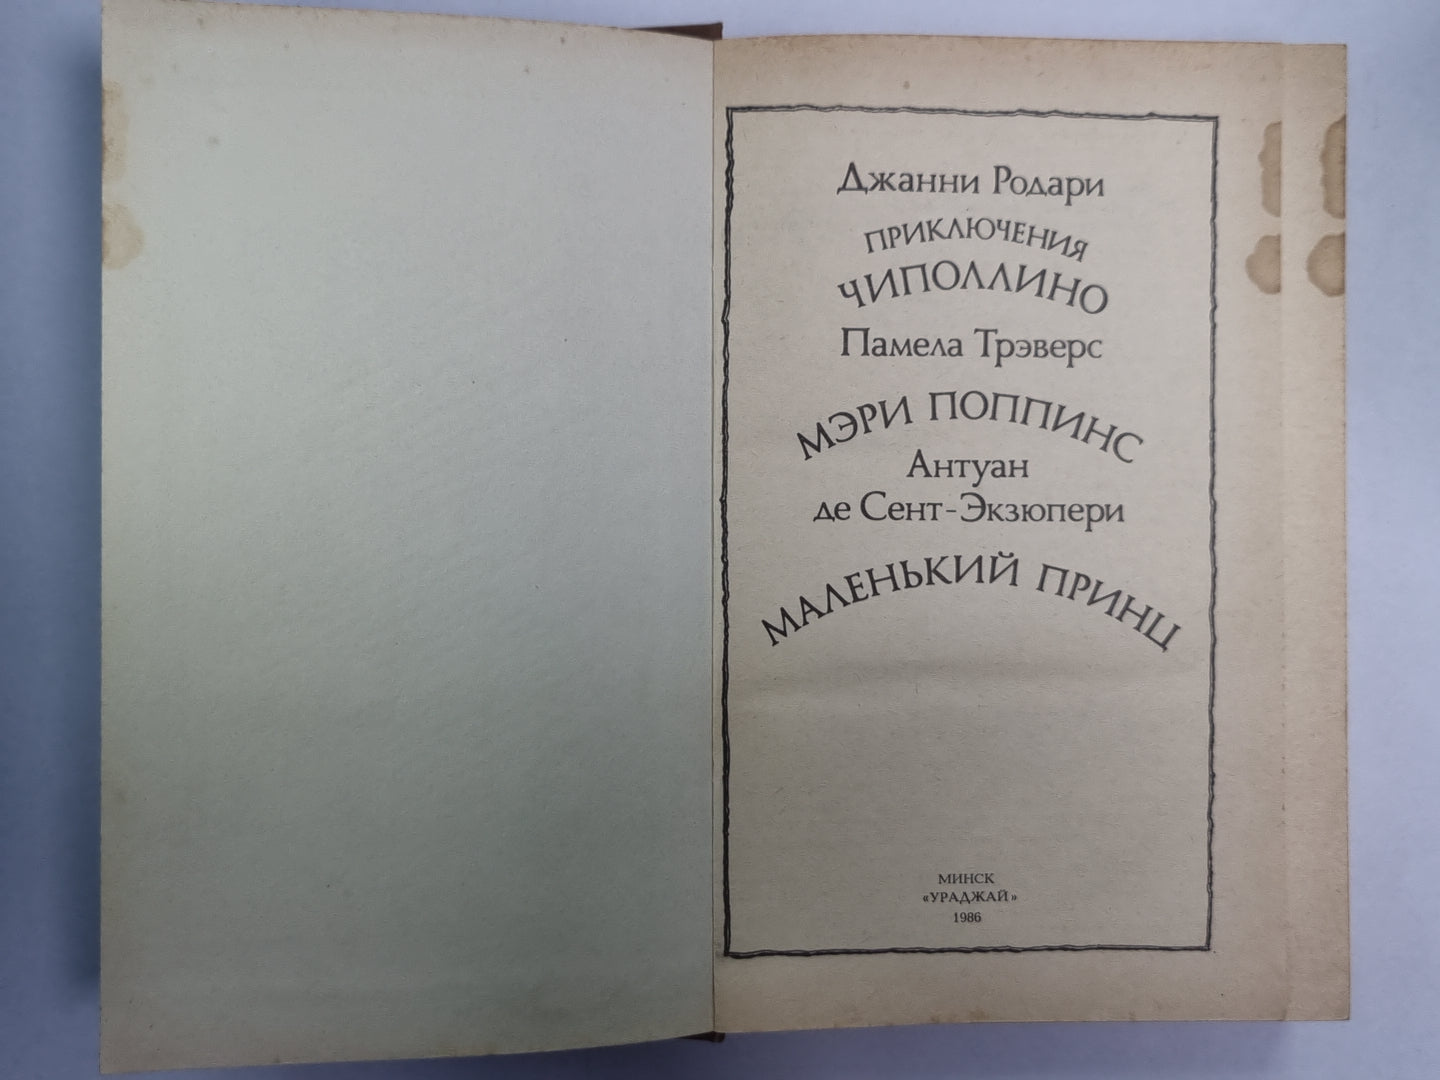 Джанни Родари
ПРИКЛЮЧЕНИЯ
ЧИПОЛЛИНО
Памела Трэверс
МЭРИ ПОППИНС
Антуан
де Сент-Экзюпери
МАЛЕНЬКИЙ ПРИНЦ
МИНСК
«УРАДЖАЙ»
1986